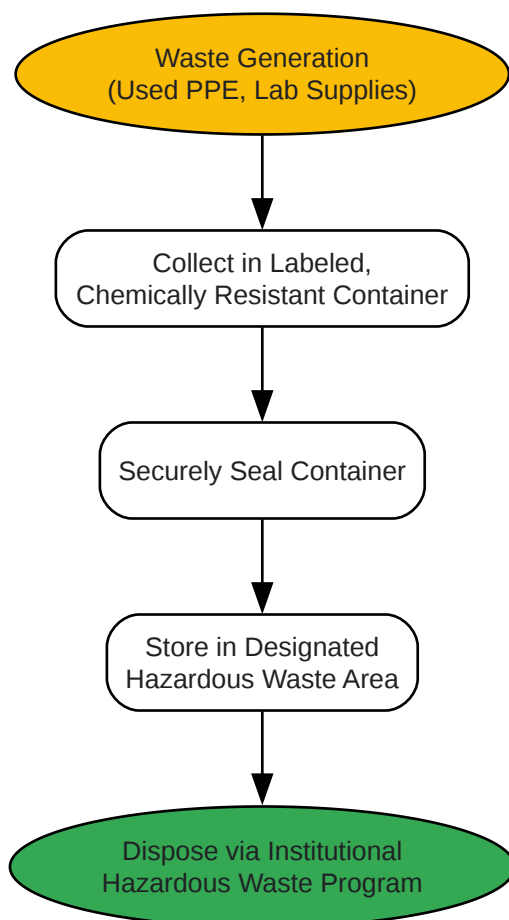 Waste Generation
(Used PPE, Lab Supplies)
Collect in Labeled,
Chemically Resistant Container
Securely Seal Container
Store in Designated
Hazardous Waste Area
Dispose via Institutional
Hazardous Waste Program